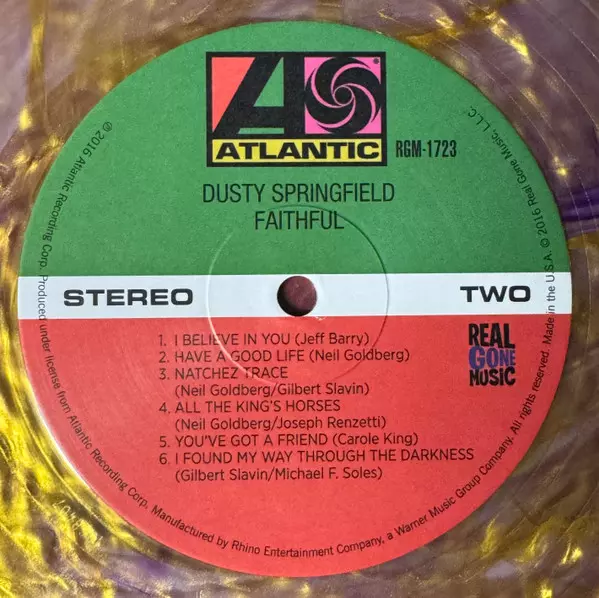 ATLANTIC
RGM-1723
DUSTY SPRINGFIELD
FAITHFUL
STEREO
TWO
1. I BELIEVE IN YOU (Jeff Barry)
2. HAVE A GOOD LIFE (Neil Goldberg)
3. NATCHEZ TRACE
(Neil Goldberg/Gilbert Slavin)
4. ALL THE KING'S HORSES
(Neil Goldberg/Joseph Renzetti)
5. YOU'VE GOT A FRIEND (Carole King)
6. I FOUND MY WAY THROUGH THE DARKNESS
(Gilbert Slavin/Michael F. Soles)
REAL
GONE
MUSIC
℗ 2016 Atlantic Recording Corp. Produced under license from Atlantic Recording Corp. Manufactured by Rhino Entertainment Company, a Warner Music Group Company. All rights reserved. Made in the U.S.A. © 2016 Real Gone Music, L.L.C.